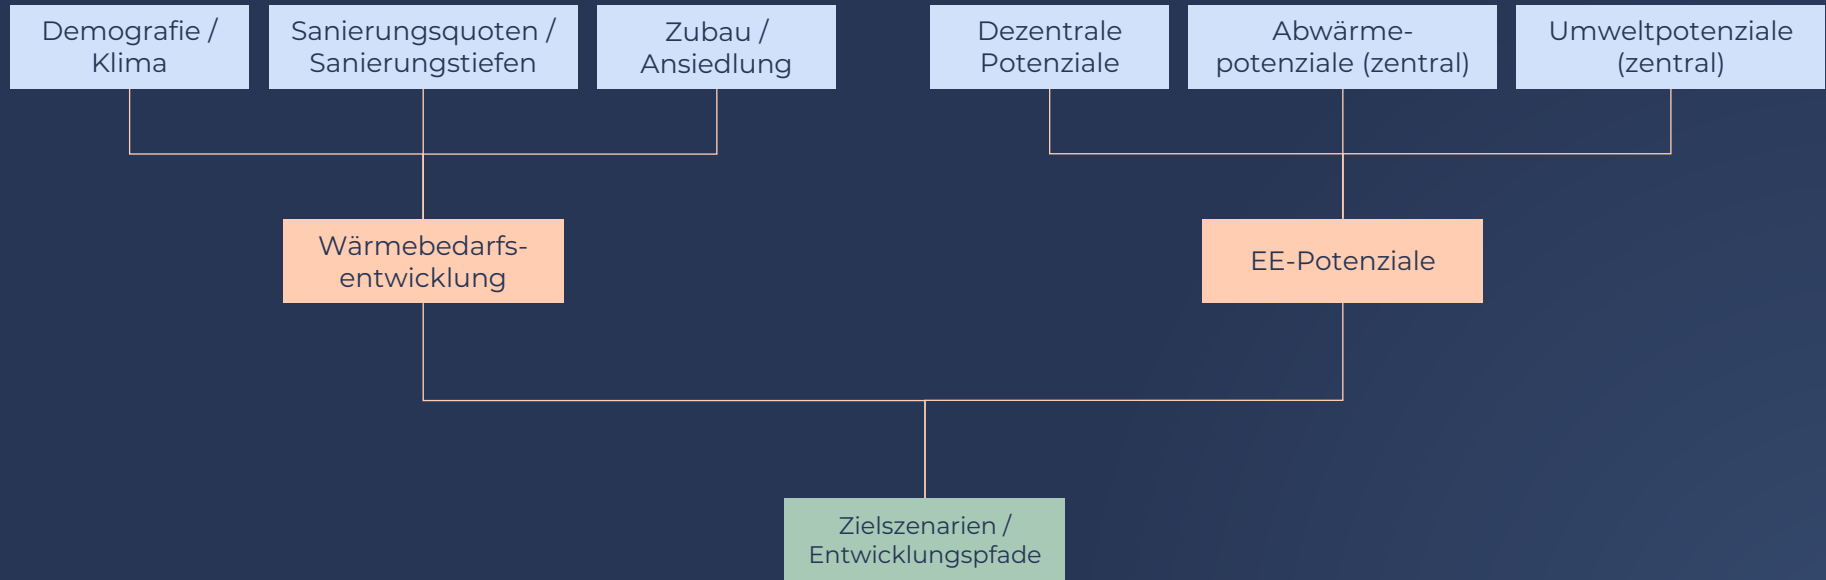 Demografie /
Klima
Sanierungsquoten /
Sanierungstiefen
Zubau /
Ansiedlung
Dezentrale
Potenziale
Abwärme-
potenziale (zentral)
Umweltpotenziale
(zentral)
Wärmebedarfs-
entwicklung
EE-Potenziale
Zielszenarien /
Entwicklungspfade